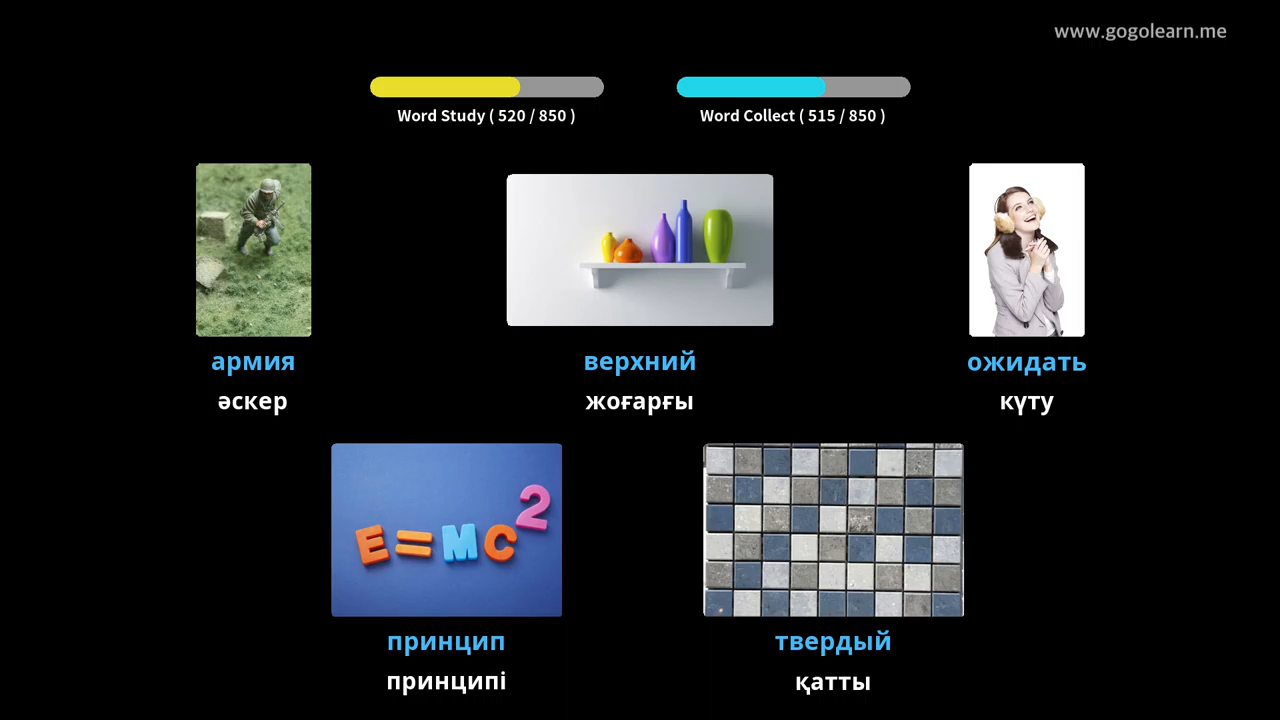 www.gogolearn.me
Word Study ( 520 / 850 )
Word Collect ( 515 / 850 )
армия
әскер
верхний
жоғарғы
ожидать
күту
E=MC2
принцип
принципі
твердый
қатты